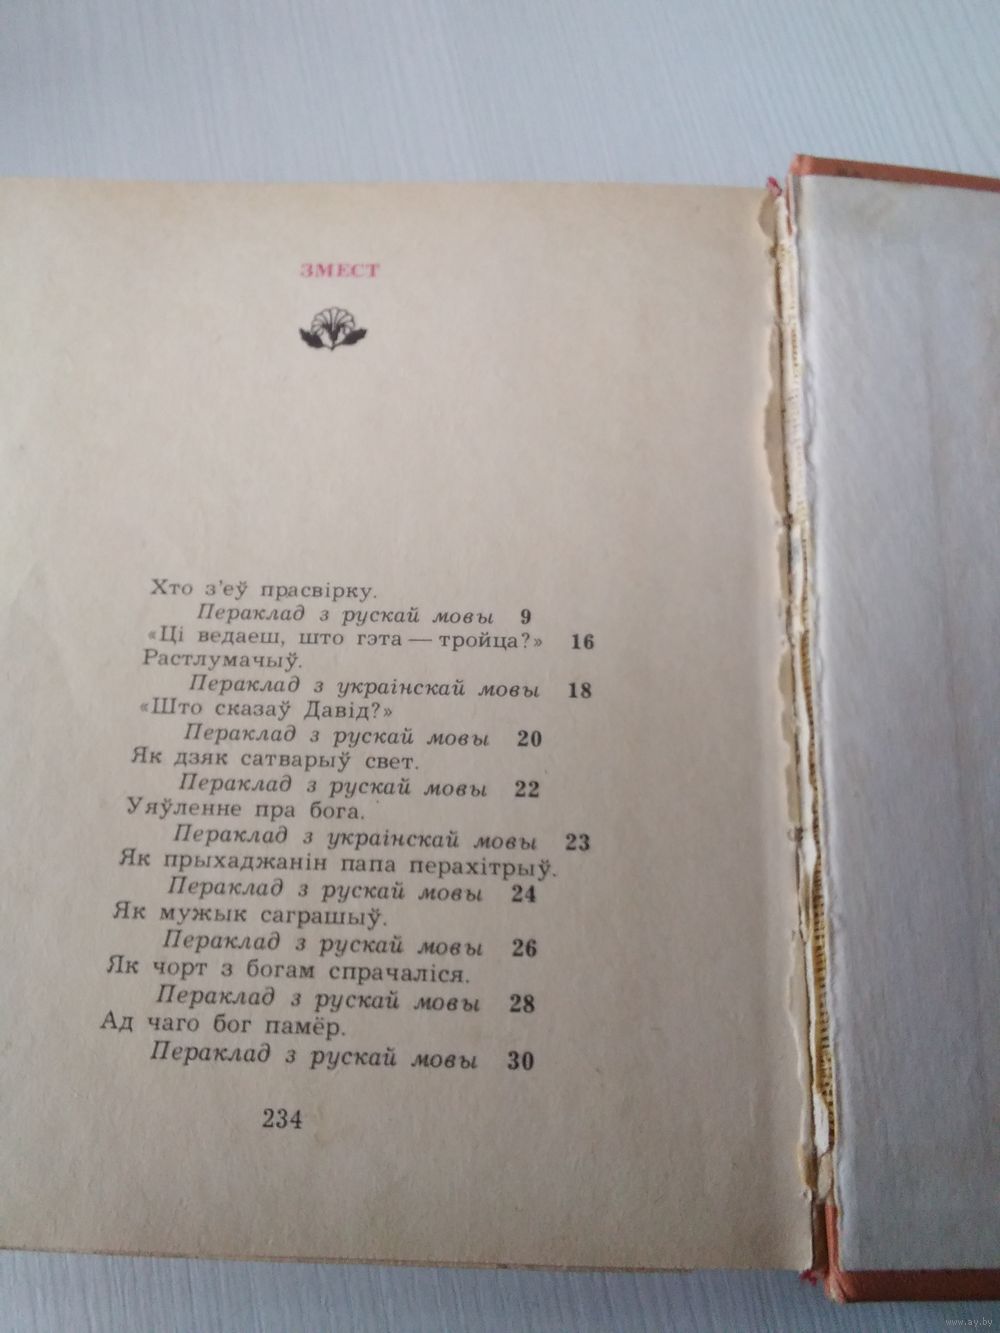 ЗМЕСТ
Хто з'еў прасвірку.
Пераклад з рускай мовы 9
«Ці ведаеш, што гэта — тройца?» 16
Растлумачыў.
Пераклад з украінскай мовы 18
«Што сказаў Давід?»
Пераклад з рускай мовы 20
Як дзяк сатварыў свет.
Пераклад з рускай мовы 22
Уяўленне пра бога.
Пераклад з украінскай мовы 23
Як прыхаджанін папа перахітрыў.
Пераклад з рускай мовы 24
Як мужык саграшыў.
Пераклад з рускай мовы 26
Як чорт з богам спрачаліся.
Пераклад з рускай мовы 28
Ад чаго бог памёр.
Пераклад з рускай мовы 30
234
www.ay.by